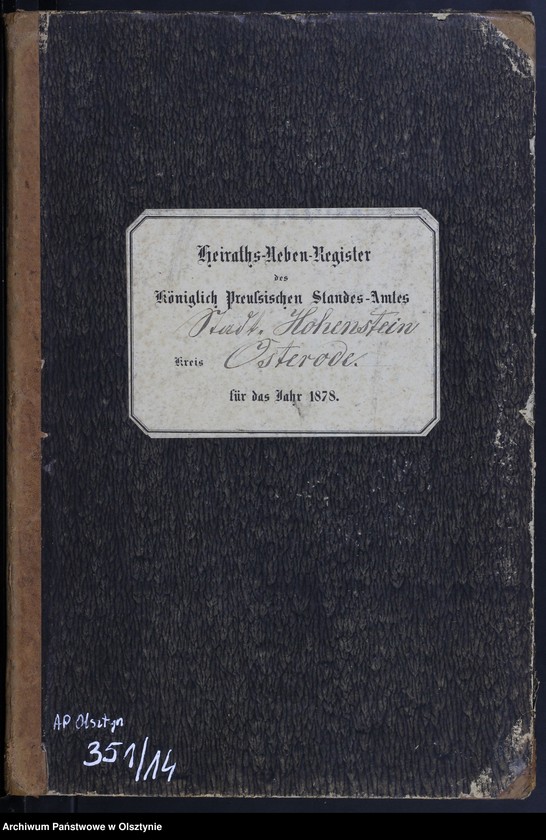 Heiraths-Neben-Register
des
Königlich Preußischen Standes-Amtes
Stadt. Hohenstein
Kreis Osterode.
für das Jahr 1878.
AP Olsztyn
351/14
Archiwum Państwowe w Olsztynie